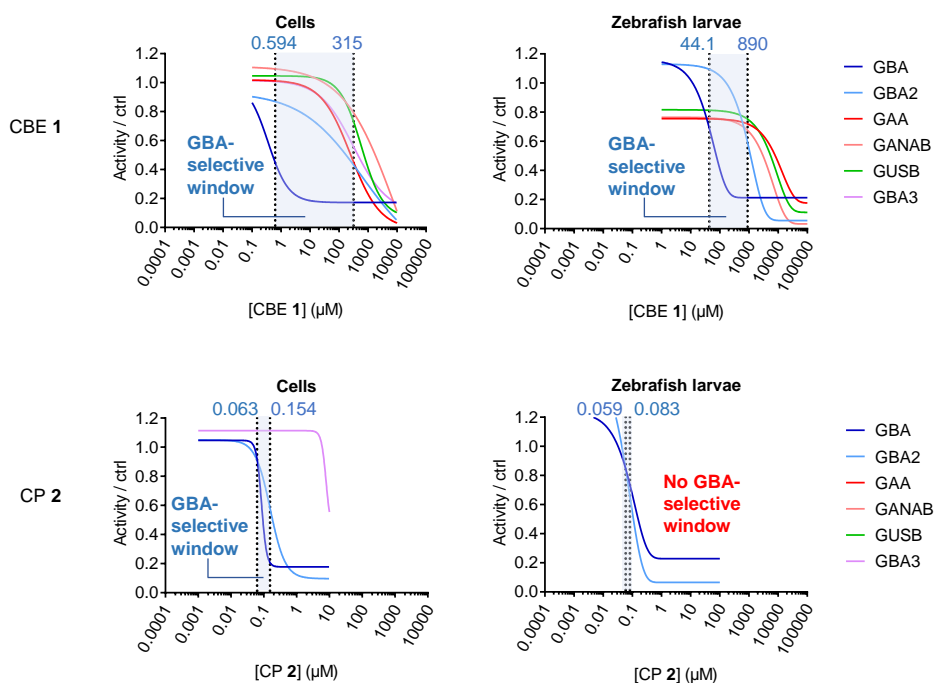 Cells
Zebrafish larvae
0.594
315
44.1
890
CBE 1
Activity / ctrl
1.2
1.0
0.8
0.6
0.4
0.2
0.0
GBA-
selective
window
0.0001
0.001
0.01
0.1
1
10
100
1000
10000
100000
[CBE 1] (µM)
Activity / ctrl
1.2
1.0
0.8
0.6
0.4
0.2
0.0
GBA-
selective
window
0.0001
0.001
0.01
0.1
1
10
100
1000
10000
100000
[CBE 1] (µM)
GBA
GBA2
GAA
GANAB
GUSB
GBA3
Cells
Zebrafish larvae
0.063
0.154
0.059
0.083
CP 2
Activity / ctrl
1.2
1.0
0.8
0.6
0.4
0.2
0.0
GBA-
selective
window
0.0001
0.001
0.01
0.1
1
10
100
1000
10000
100000
[CP 2] (µM)
Activity / ctrl
1.2
1.0
0.8
0.6
0.4
0.2
0.0
No GBA-
selective
window
0.0001
0.001
0.01
0.1
1
10
100
1000
10000
100000
[CP 2] (µM)
GBA
GBA2
GAA
GANAB
GUSB
GBA3